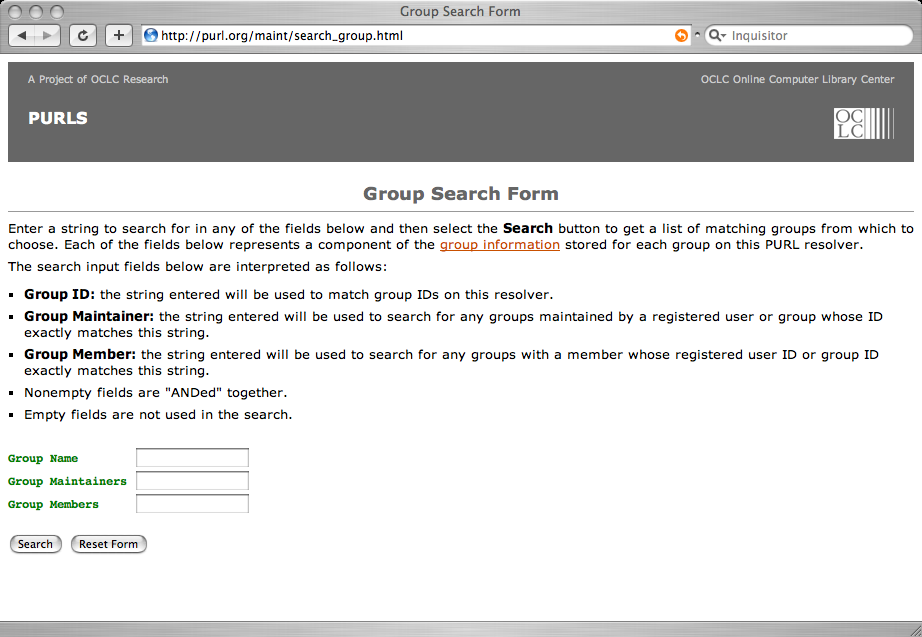 Group Search Form
http://purl.org/maint/search_group.html
Inquisitor
A Project of OCLC Research
OCLC Online Computer Library Center
PURLS
OC
LC
Group Search Form
Enter a string to search for in any of the fields below and then select the Search button to get a list of matching groups from which to
choose. Each of the fields below represents a component of the group information stored for each group on this PURL resolver.
The search input fields below are interpreted as follows:
Group ID: the string entered will be used to match group IDs on this resolver.
Group Maintainer: the string entered will be used to search for any groups maintained by a registered user or group whose ID
exactly matches this string.
Group Member: the string entered will be used to search for any groups with a member whose registered user ID or group ID
exactly matches this string.
Nonempty fields are "ANDed" together.
Empty fields are not used in the search.
Group Name
Group Maintainers
Group Members
Search Reset Form